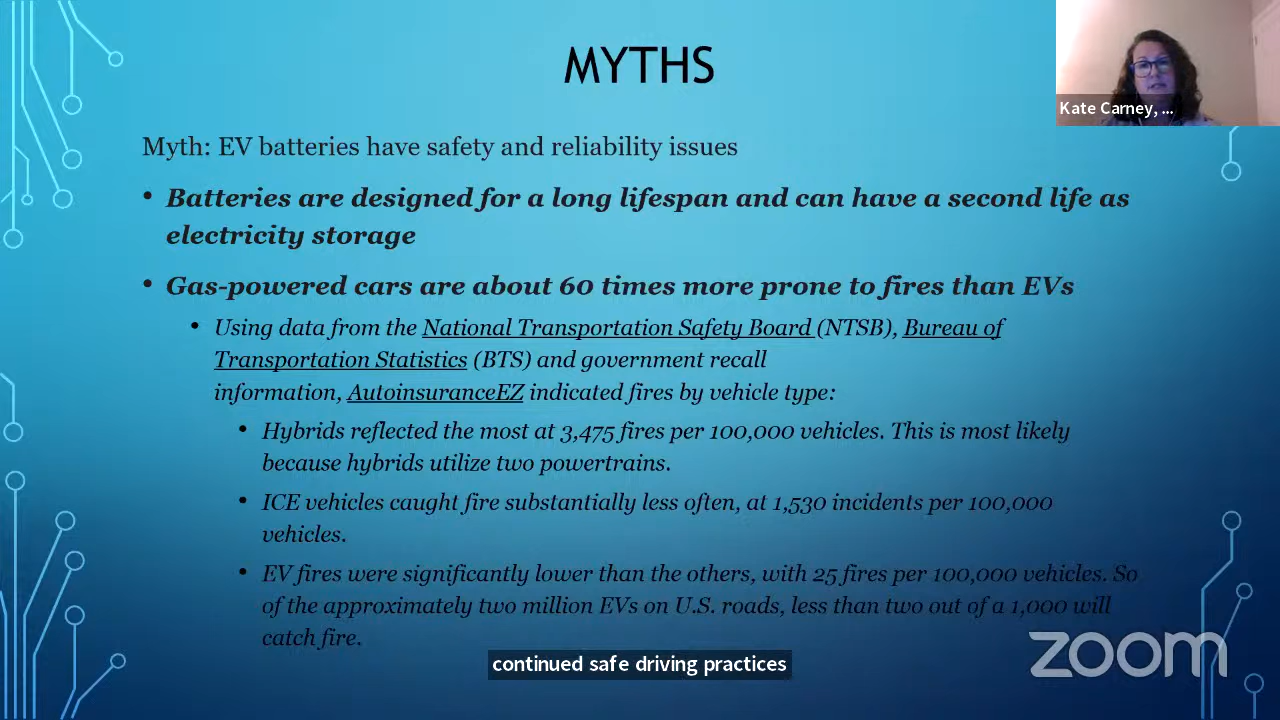 MYTHS
Kate Carney, ...
Myth: EV batteries have safety and reliability issues
• Batteries are designed for a long lifespan and can have a second life as
electricity storage
• Gas-powered cars are about 60 times more prone to fires than EVs
• Using data from the National Transportation Safety Board (NTSB), Bureau of
Transportation Statistics (BTS) and government recall
information, AutoinsuranceEZ indicated fires by vehicle type:
• Hybrids reflected the most at 3,475 fires per 100,000 vehicles. This is most likely
because hybrids utilize two powertrains.
• ICE vehicles caught fire substantially less often, at 1,530 incidents per 100,000
vehicles.
• EV fires were significantly lower than the others, with 25 fires per 100,000 vehicles. So
of the approximately two million EVs on U.S. roads, less than two out of a 1,000 will
catch fire.
zoom
continued safe driving practices